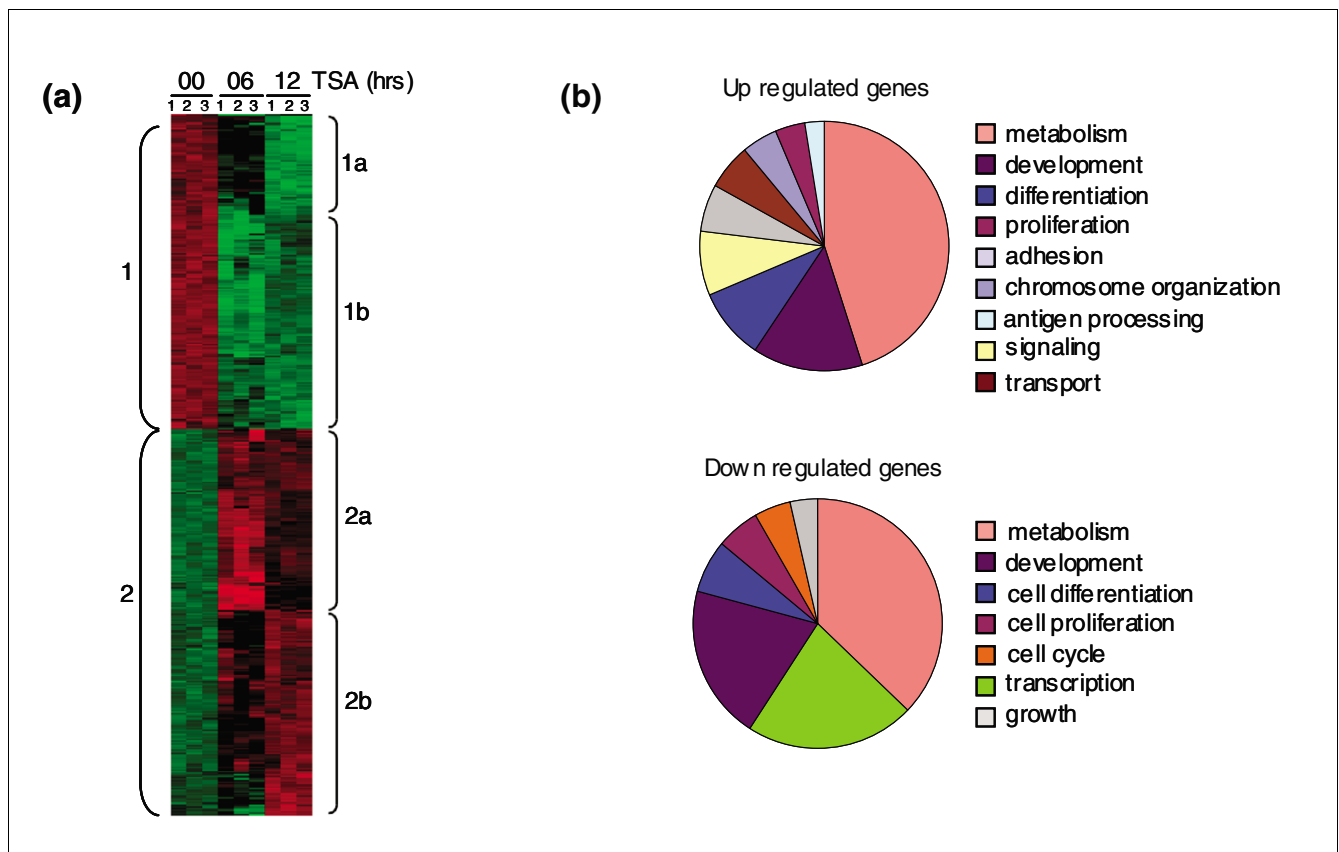 (a)
00 06 12 TSA (hrs)
1 2 3 1 2 3 1 2 3
1
2
1a
1b
2a
2b
(b)
Up regulated genes
metabolism
development
differentiation
proliferation
adhesion
chromosome organization
antigen processing
signaling
transport
Down regulated genes
metabolism
development
cell differentiation
cell proliferation
cell cycle
transcription
growth